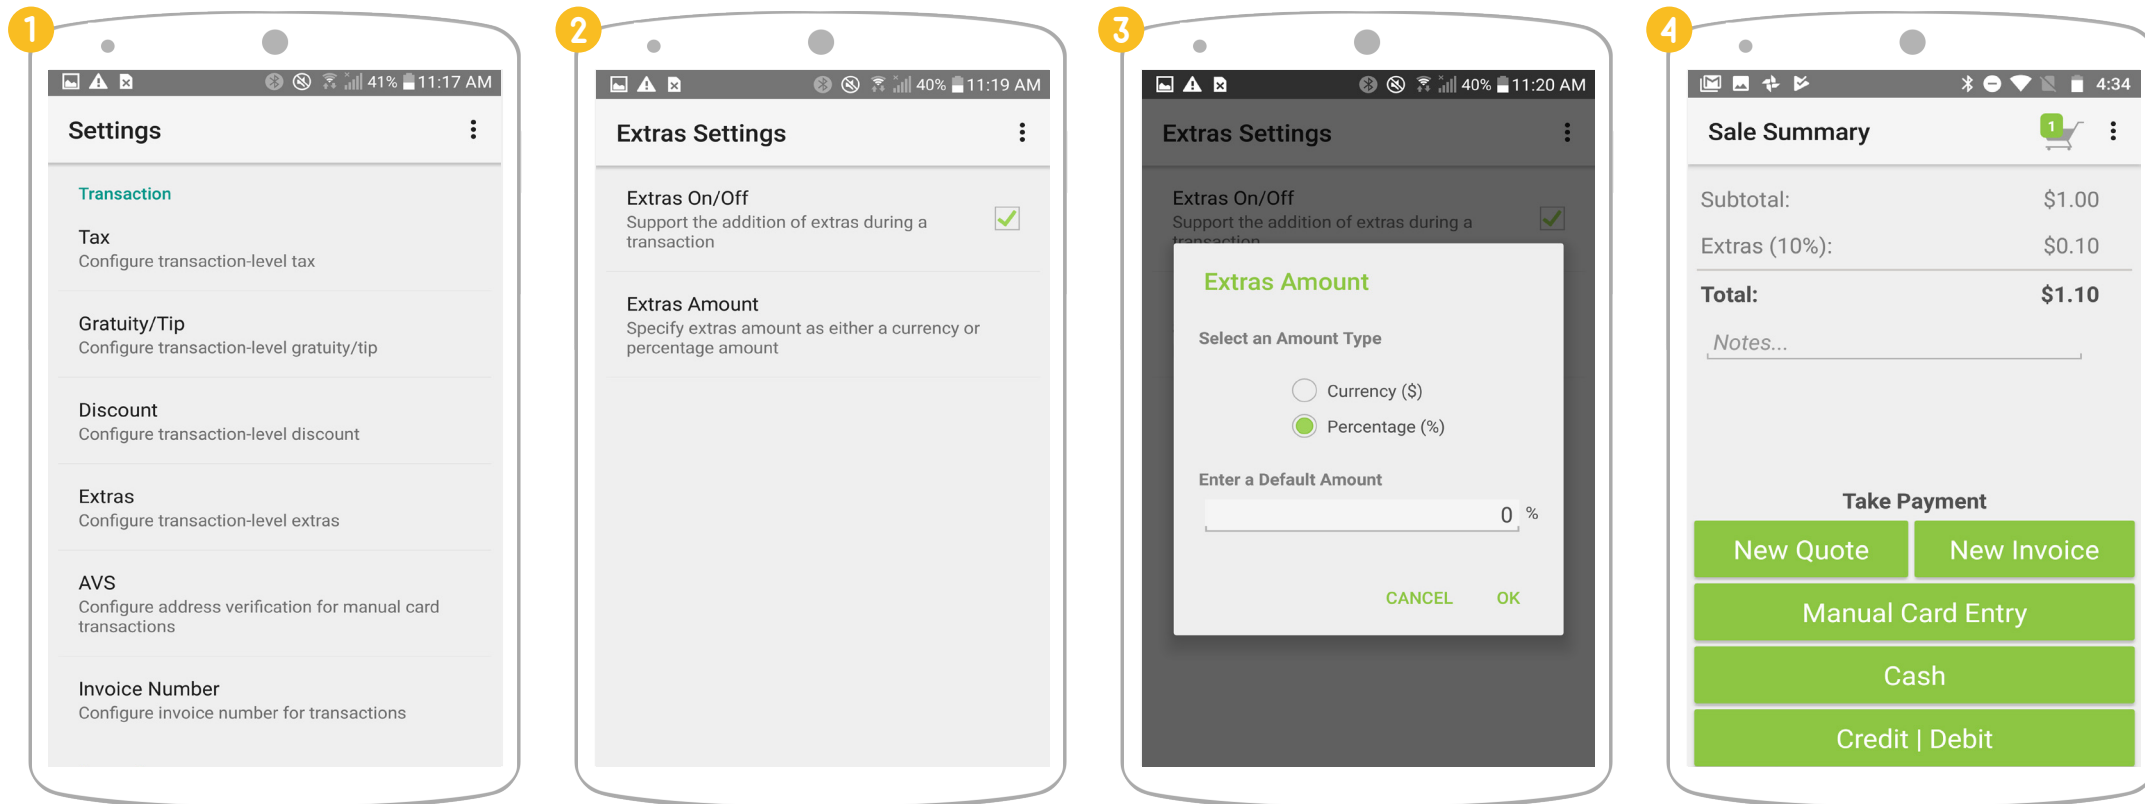 1
41% 11:17 AM
Settings
Transaction
Tax
Configure transaction-level tax
Gratuity/Tip
Configure transaction-level gratuity/tip
Discount
Configure transaction-level discount
Extras
Configure transaction-level extras
AVS
Configure address verification for manual card
transactions
Invoice Number
Configure invoice number for transactions
2
40% 11:19 AM
Extras Settings
Extras On/Off
Support the addition of extras during a
transaction
Extras Amount
Specify extras amount as either a currency or
percentage amount
3
40% 11:20 AM
Extras Settings
Extras On/Off
Support the addition of extras during a
transaction
Extras Amount
Select an Amount Type
Currency ($)
Percentage (%)
Enter a Default Amount
0 %
CANCEL OK
4
4:34
Sale Summary 1
Subtotal: $1.00
Extras (10%): $0.10
Total: $1.10
Notes...
Take Payment
New Quote New Invoice
Manual Card Entry
Cash
Credit | Debit